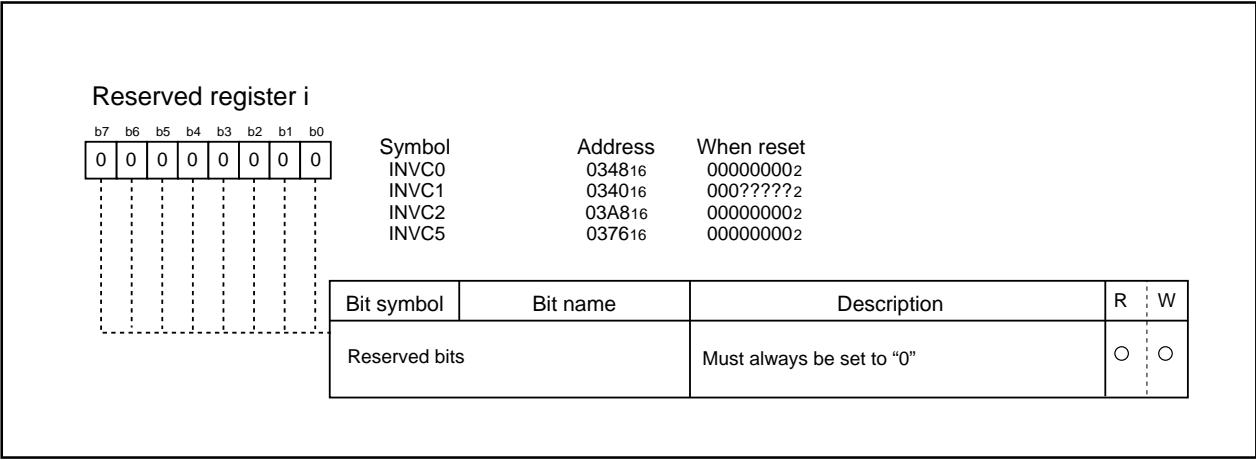 Reserved register i
b7 b6 b5 b4 b3 b2 b1 b0
0 0 0 0 0 0 0 0
Symbol Address When reset
INVC0 034816 000000002
INVC1 034016 000?????2
INVC2 03A816 000000002
INVC5 037616 000000002
Bit symbol Bit name Description R W
Reserved bits Must always be set to “0” ○ ○